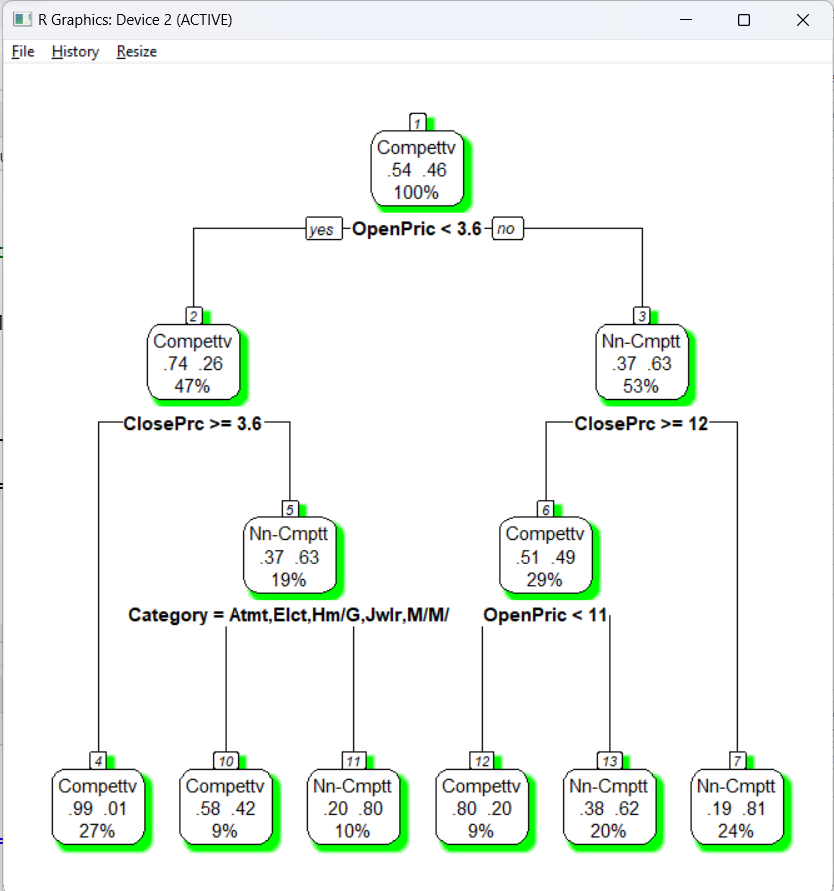 R Graphics: Device 2 (ACTIVE)
File History Resize
1
Compettv
.54 .46
100%
yes OpenPric < 3.6 no
2
Compettv
.74 .26
47%
3
Nn-Cmptt
.37 .63
53%
ClosePrc >= 3.6
ClosePrc >= 12
5
Nn-Cmptt
.37 .63
19%
6
Compettv
.51 .49
29%
Category = Atmt,Elct,Hm/G,Jwlr,M/M/
OpenPric < 11
4
Compettv
.99 .01
27%
10
Compettv
.58 .42
9%
11
Nn-Cmptt
.20 .80
10%
12
Compettv
.80 .20
9%
13
Nn-Cmptt
.38 .62
20%
7
Nn-Cmptt
.19 .81
24%